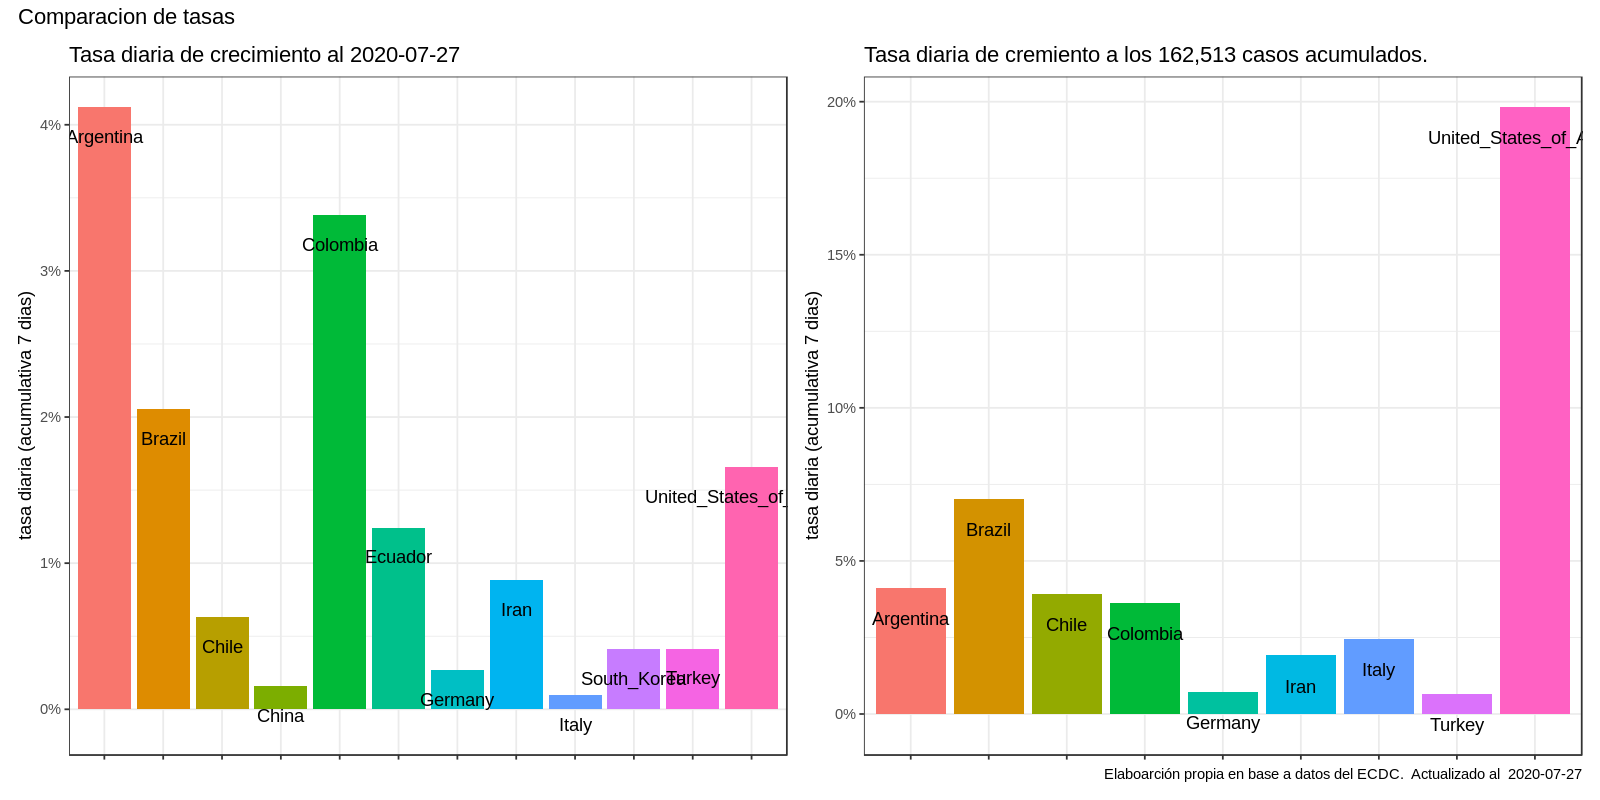 Comparacion de tasas
Tasa diaria de crecimiento al 2020-07-27
tasa diaria (acumulativa 7 dias)
4%
3%
2%
1%
0%
Argentina
Brazil
Chile
China
Colombia
Ecuador
Germany
Iran
Italy
South_Korea
Turkey
United_States_of_
Tasa diaria de cremiento a los 162,513 casos acumulados.
tasa diaria (acumulativa 7 dias)
20%
15%
10%
5%
0%
Argentina
Brazil
Chile
Colombia
Germany
Iran
Italy
Turkey
United_States_of_A
Elaboarción propia en base a datos del ECDC.  Actualizado al  2020-07-27